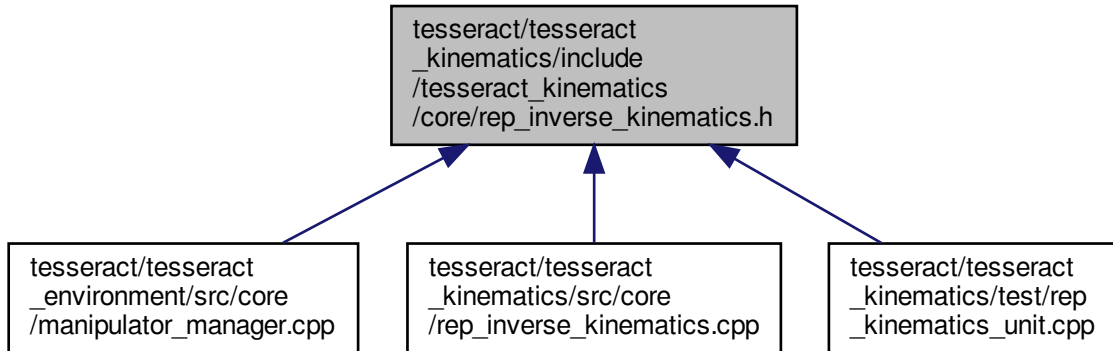 tesseract/tesseract
_kinematics/include
/tesseract_kinematics
/core/rep_inverse_kinematics.h
tesseract/tesseract
_environment/src/core
/manipulator_manager.cpp
tesseract/tesseract
_kinematics/src/core
/rep_inverse_kinematics.cpp
tesseract/tesseract
_kinematics/test/rep
_kinematics_unit.cpp